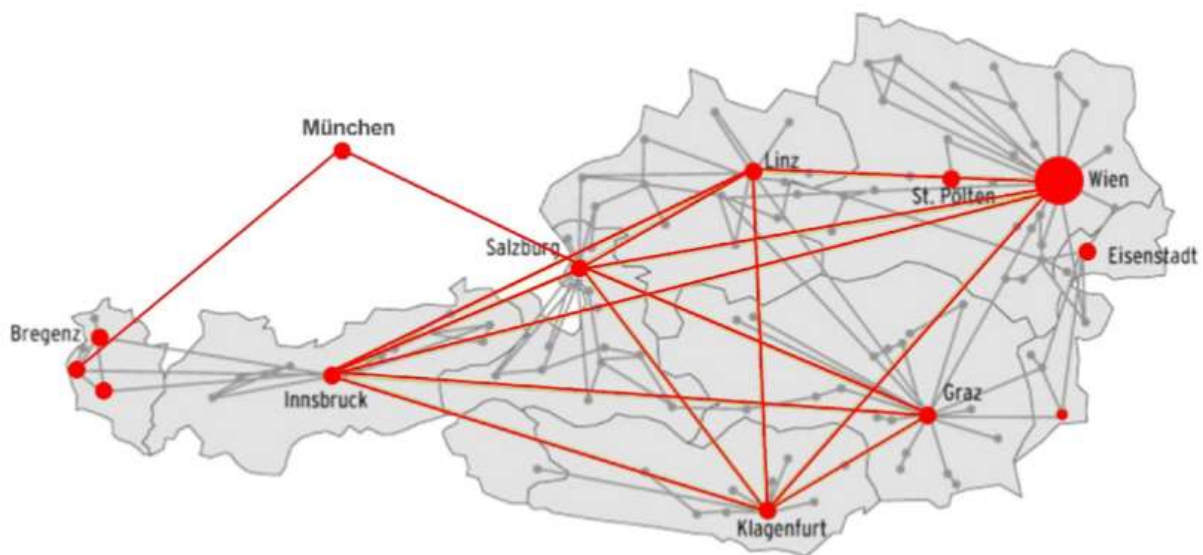 München
Linz
St. Pölten
Wien
Salzburg
Eisenstadt
Bregenz
Innsbruck
Graz
Klagenfurt